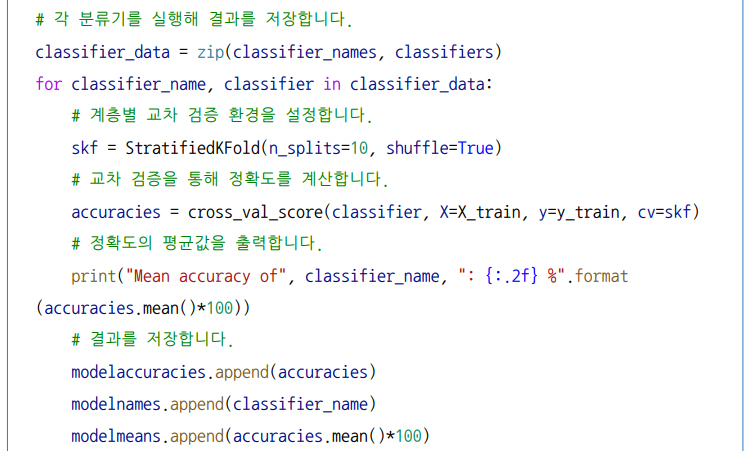 # 각 분류기를 실행해 결과를 저장합니다.
classifier_data = zip(classifier_names, classifiers)
for classifier_name, classifier in classifier_data:
    # 계층별 교차 검증 환경을 설정합니다.
    skf = StratifiedKFold(n_splits=10, shuffle=True)
    # 교차 검증을 통해 정확도를 계산합니다.
    accuracies = cross_val_score(classifier, X=X_train, y=y_train, cv=skf)
    # 정확도의 평균값을 출력합니다.
    print("Mean accuracy of", classifier_name, ": {:.2f} %".format
(accuracies.mean()*100))
    # 결과를 저장합니다.
    modelaccuracies.append(accuracies)
    modelnames.append(classifier_name)
    modelmeans.append(accuracies.mean()*100)